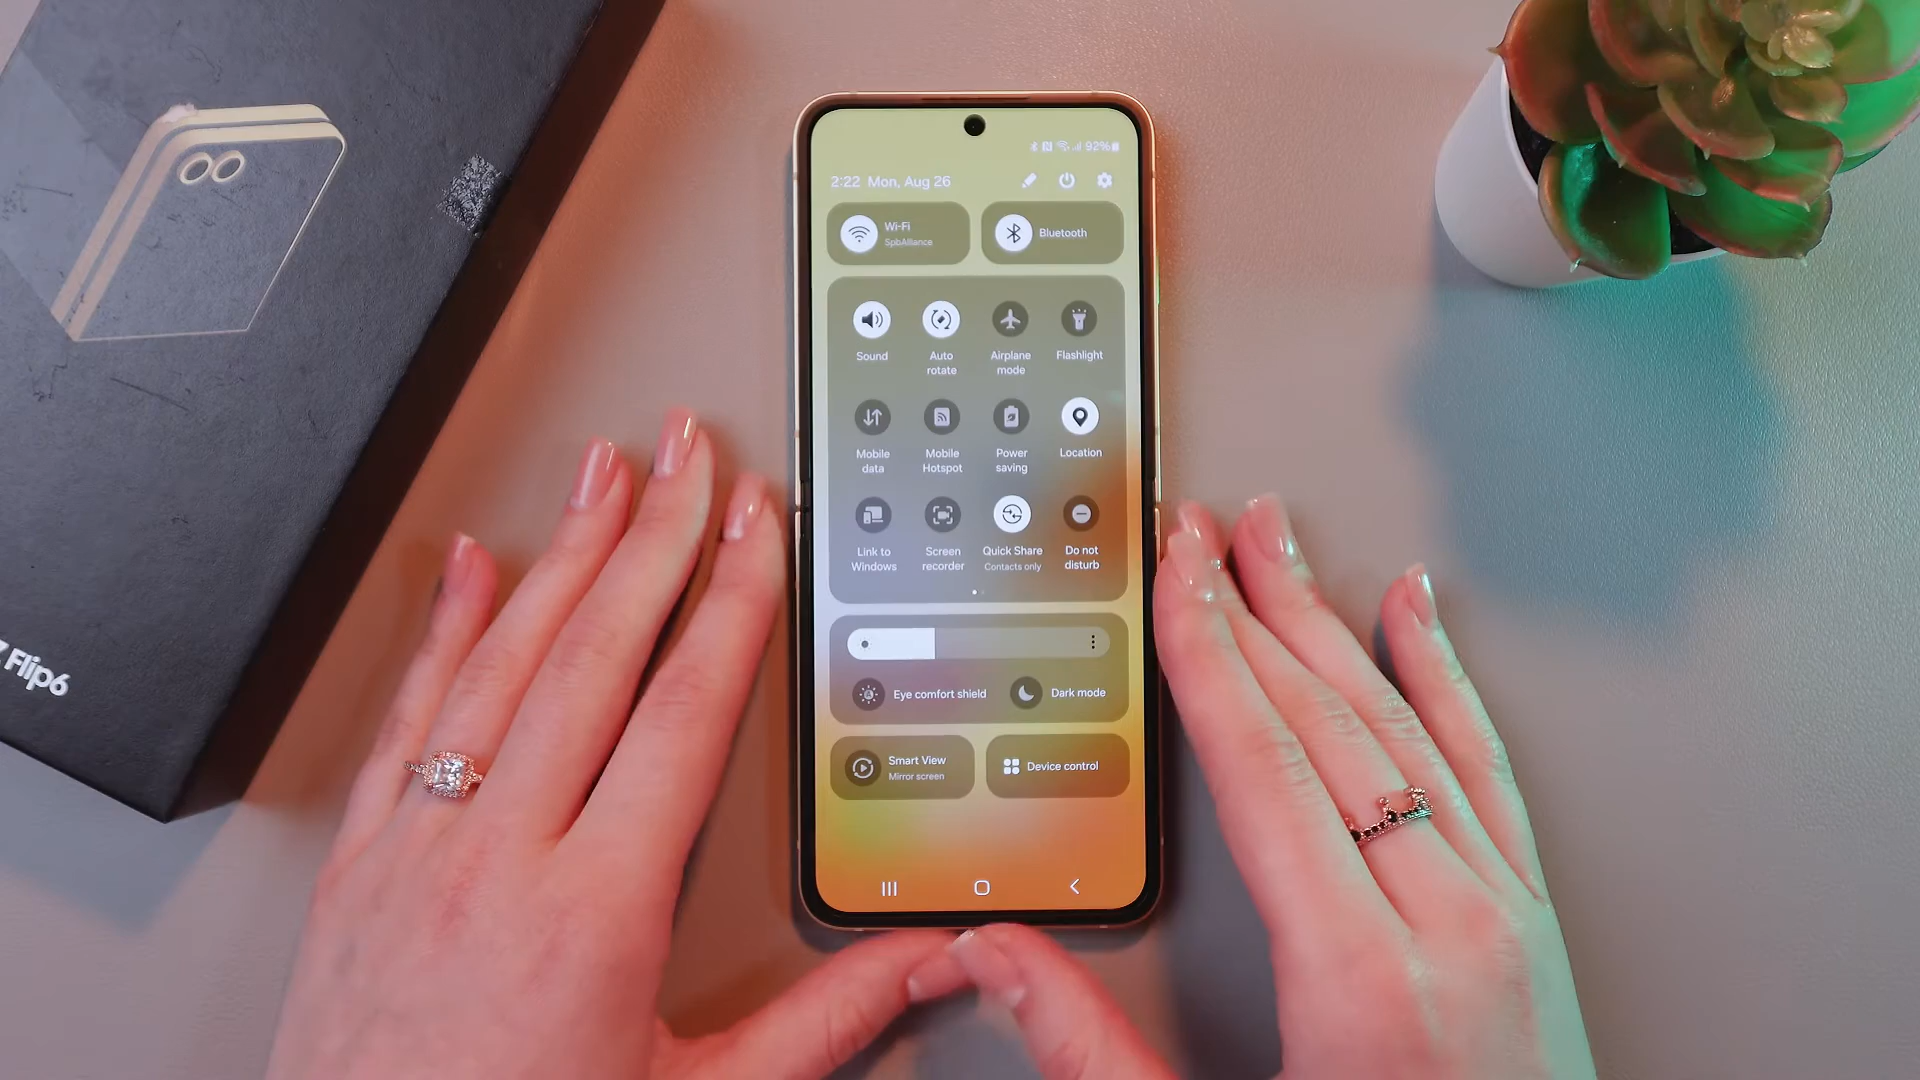 92%
2:22 Mon, Aug 26
Wi-Fi
SpbAlliance
Bluetooth
Sound
Auto
rotate
Airplane
mode
Flashlight
Mobile
data
Mobile
Hotspot
Power
saving
Location
Link to
Windows
Screen
recorder
Quick Share
Contacts only
Do not
disturb
Eye comfort shield
Dark mode
Smart View
Mirror screen
Device control
Flip6